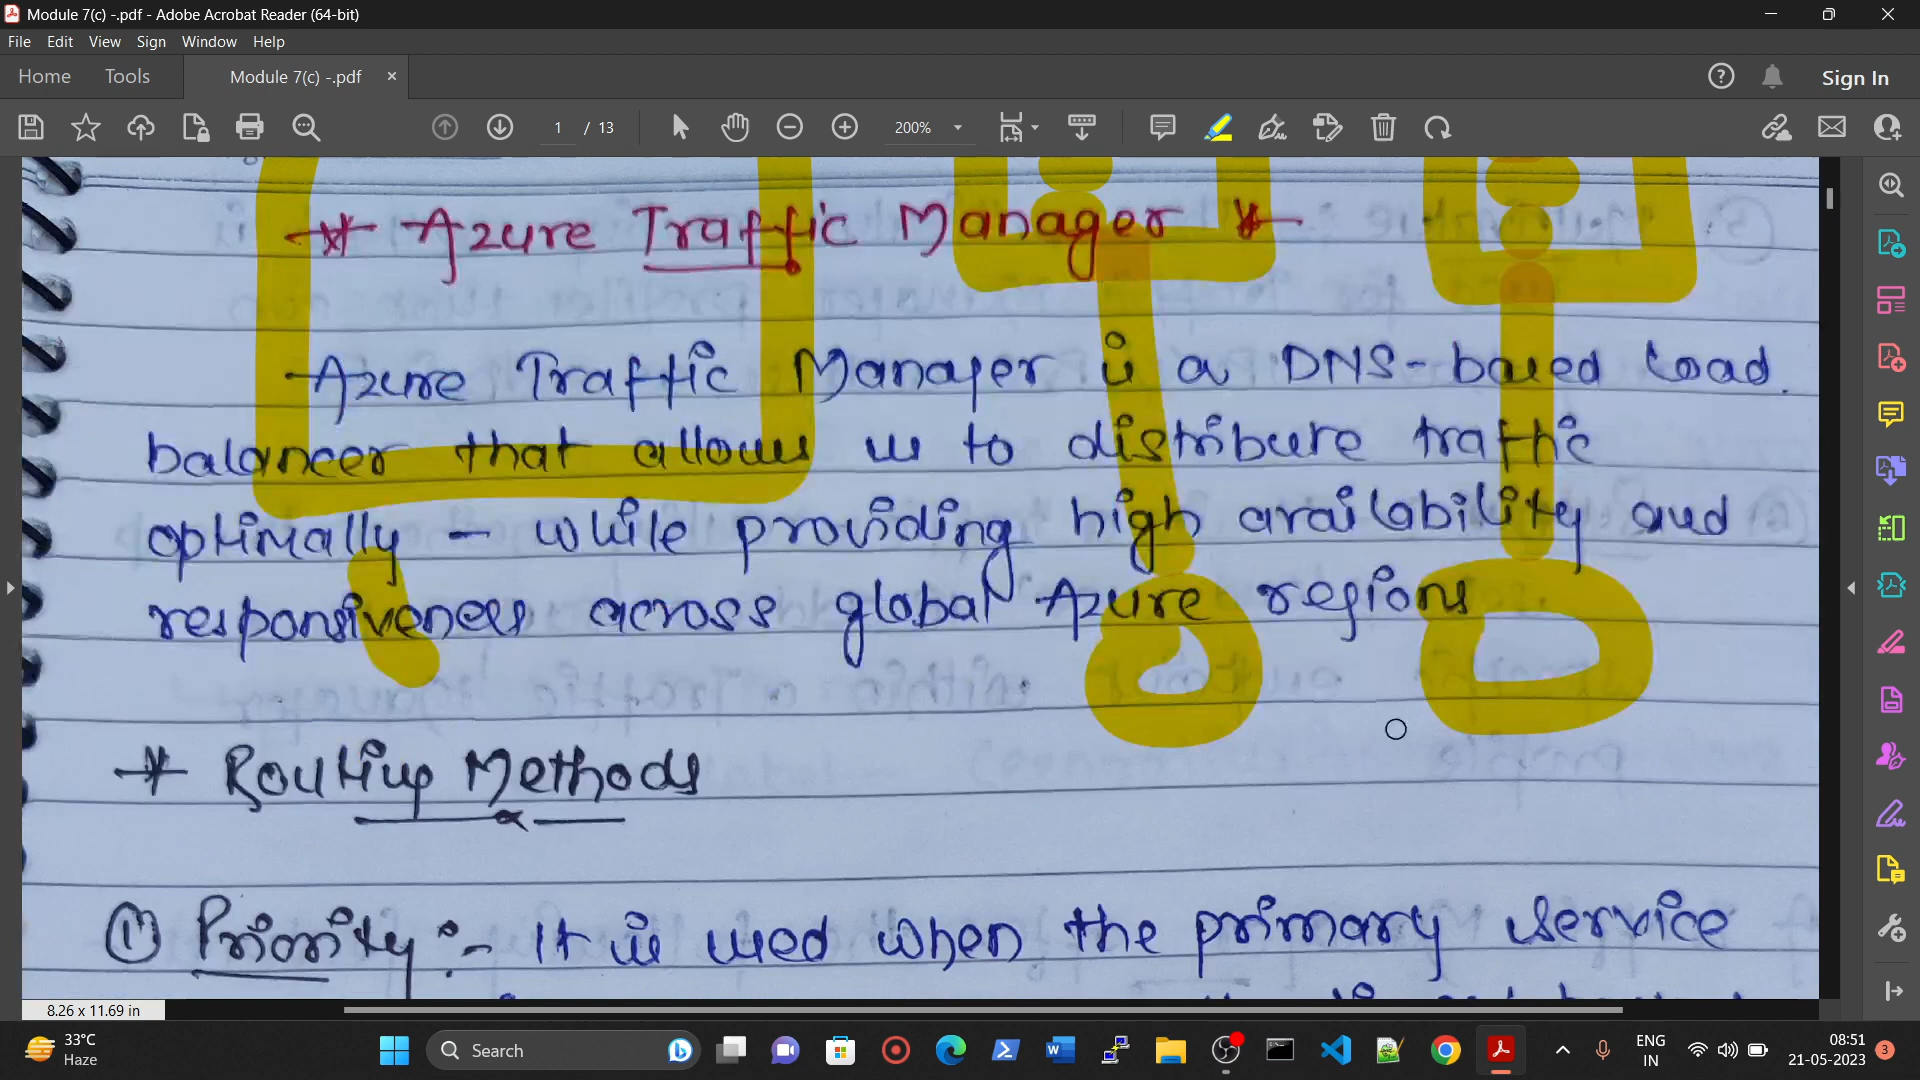 Module 7(c) -.pdf - Adobe Acrobat Reader (64-bit)
File Edit View Sign Window Help
Home Tools Module 7(c) -.pdf × Sign In
1 / 13 200%
* Azure Traffic Manager *
Azure Traffic Manager is a DNS-based load
balancer that allows us to distribute traffic
optimally - while providing high availability and
responsiveness across global Azure regions
* Routing Methods
① Priority :- It is used when the primary service
8.26 x 11.69 in
33°C
Haze
Search
ENG
IN
08:51
21-05-2023
3